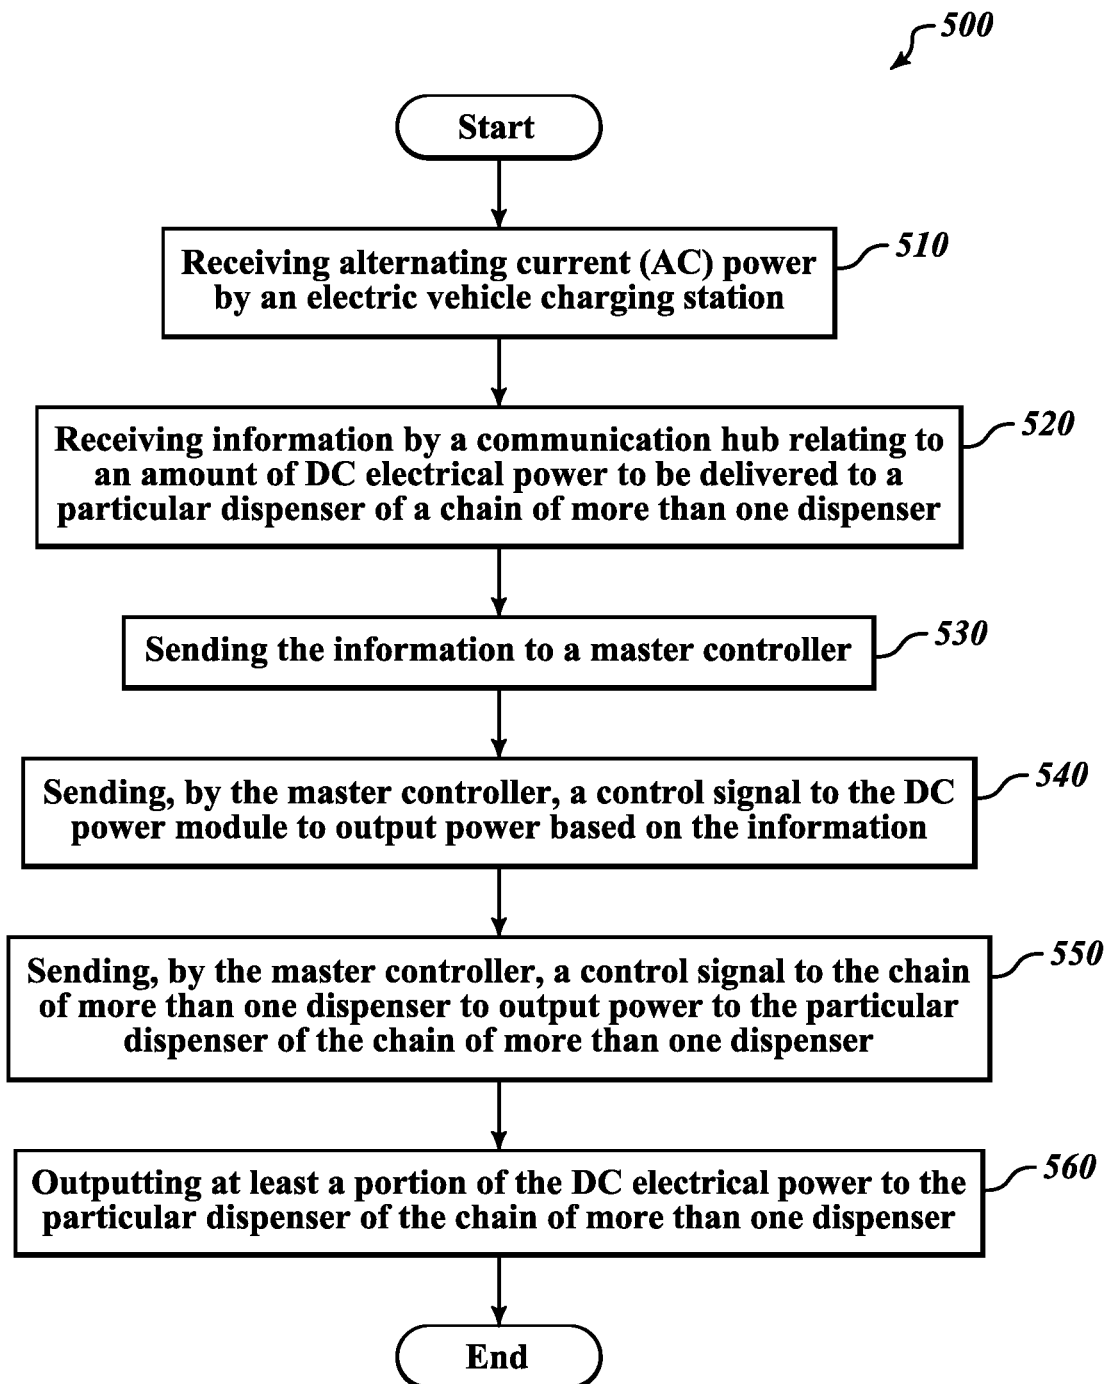 500
Start
Receiving alternating current (AC) power
by an electric vehicle charging station
510
Receiving information by a communication hub relating to
an amount of DC electrical power to be delivered to a
particular dispenser of a chain of more than one dispenser
520
Sending the information to a master controller
530
Sending, by the master controller, a control signal to the DC
power module to output power based on the information
540
Sending, by the master controller, a control signal to the chain
of more than one dispenser to output power to the particular
dispenser of the chain of more than one dispenser
550
Outputting at least a portion of the DC electrical power to the
particular dispenser of the chain of more than one dispenser
560
End